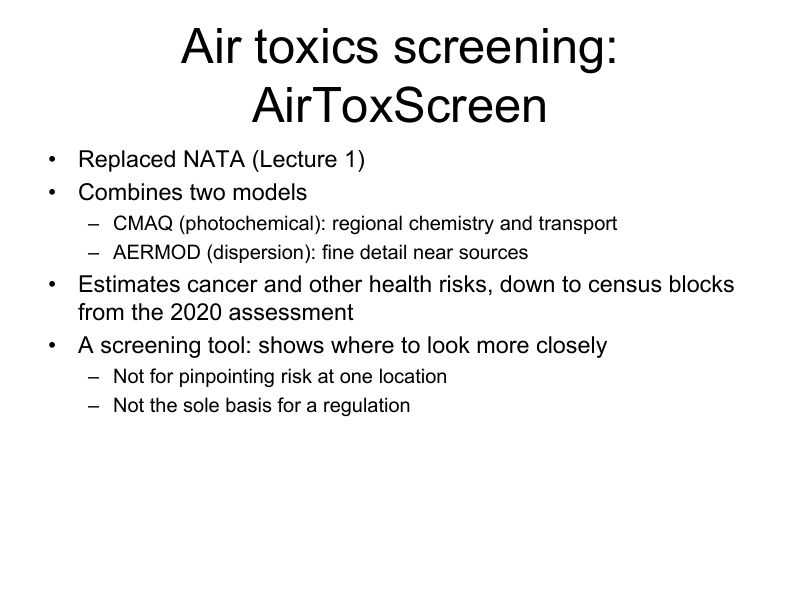 Air toxics screening:
AirToxScreen
• Replaced NATA (Lecture 1)
• Combines two models
– CMAQ (photochemical): regional chemistry and transport
– AERMOD (dispersion): fine detail near sources
• Estimates cancer and other health risks, down to census blocks
from the 2020 assessment
• A screening tool: shows where to look more closely
– Not for pinpointing risk at one location
– Not the sole basis for a regulation